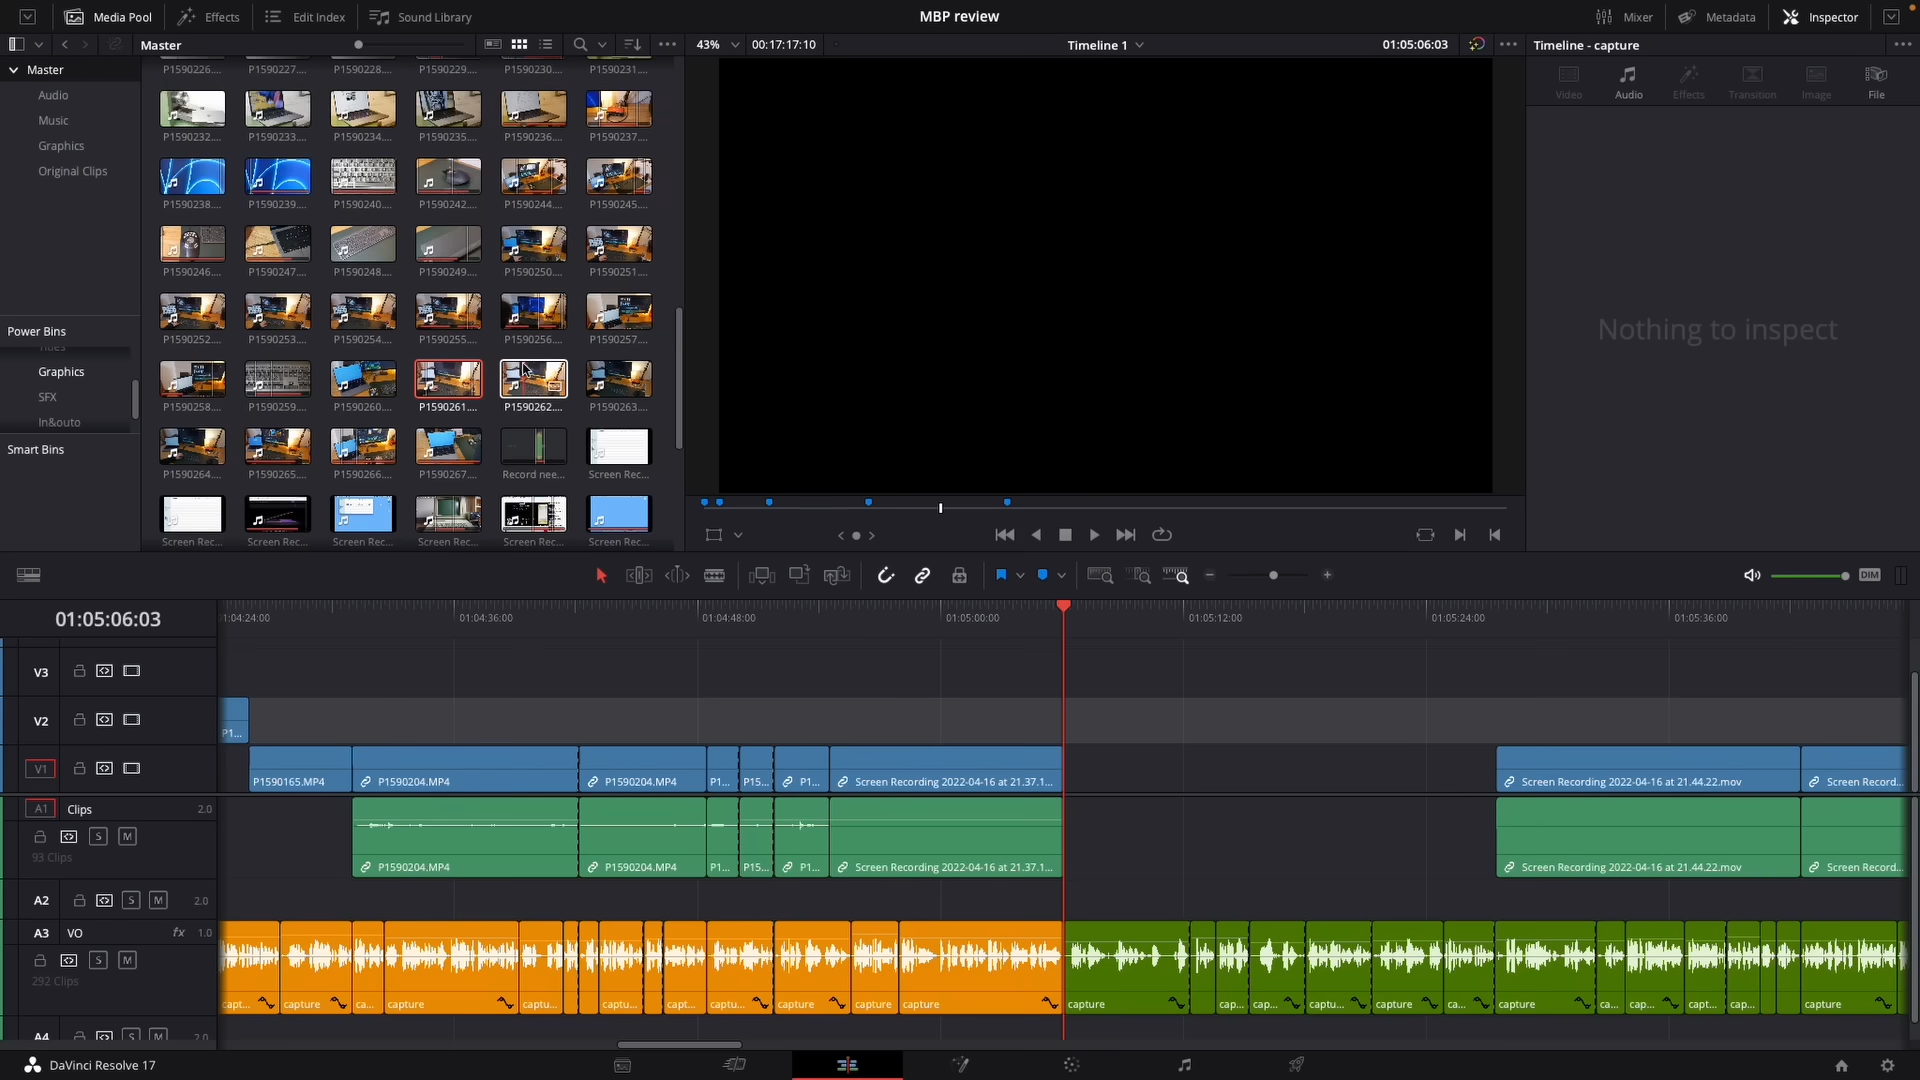 Media Pool
Effects
Edit Index
Sound Library
MBP review
Mixer
Metadata
Inspector
Master
43%
00:17:17:10
Timeline 1
01:05:06:03
Timeline - capture
Master
Audio
Music
Graphics
Original Clips
Power Bins
Titles
Graphics
SFX
In&outo
Smart Bins
P1590226.... P1590227.... P1590228.... P1590229.... P1590230.... P1590231....
P1590232.... P1590233.... P1590234.... P1590235.... P1590236.... P1590237....
P1590238.... P1590239.... P1590240.... P1590242.... P1590244.... P1590245....
P1590246.... P1590247.... P1590248.... P1590249.... P1590250.... P1590251....
P1590252.... P1590253.... P1590254.... P1590255.... P1590256.... P1590257....
P1590258.... P1590259.... P1590260.... P1590261.... P1590262.... P1590263....
P1590264.... P1590265.... P1590266.... P1590267.... Record nee... Screen Rec...
Screen Rec... Screen Rec... Screen Rec... Screen Rec... Screen Rec... Screen Rec...
Video
Audio
Effects
Transition
Image
File
Nothing to inspect
DIM
01:05:06:03
01:04:24:00
01:04:36:00
01:04:48:00
01:05:00:00
01:05:12:00
01:05:24:00
01:05:36:00
V3
V2
P1...
V1
P1590165.MP4
P1590204.MP4
P1590204.MP4
P1...
P15...
P1...
Screen Recording 2022-04-16 at 21.37.1...
Screen Recording 2022-04-16 at 21.44.22.mov
Screen Record...
A1 Clips 2.0
S M
93 Clips
P1590204.MP4
P1590204.MP4
P1...
P15...
P1...
Screen Recording 2022-04-16 at 21.37.1...
Screen Recording 2022-04-16 at 21.44.22.mov
Screen Record...
A2 S M 2.0
A3 VO fx 1.0
S M
292 Clips
capt... capture ca... capture captu... captu... capt... captu... capture capture capture capture cap... cap... captu... capture ca... capture ca... cap... capt... cap... capture
A4 S M 2.0
DaVinci Resolve 17